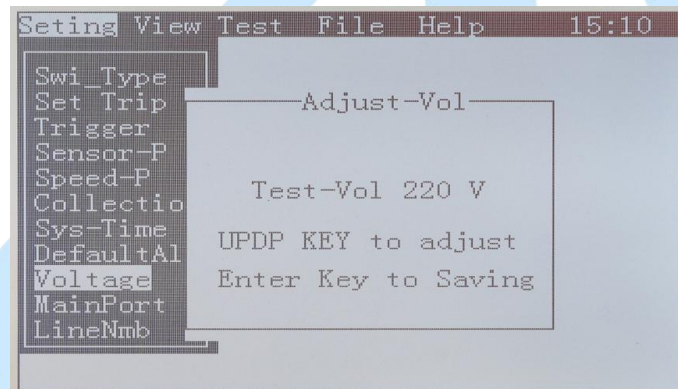 Seting View Test File Help 15:10
Swi_Type
Set Trip
Trigger
Sensor-P
Speed-P
Collectio
Sys-Time
DefaultAl
Voltage
MainPort
LineNmb
Adjust-Vol
Test-Vol 220 V
UPDP KEY to adjust
Enter Key to Saving